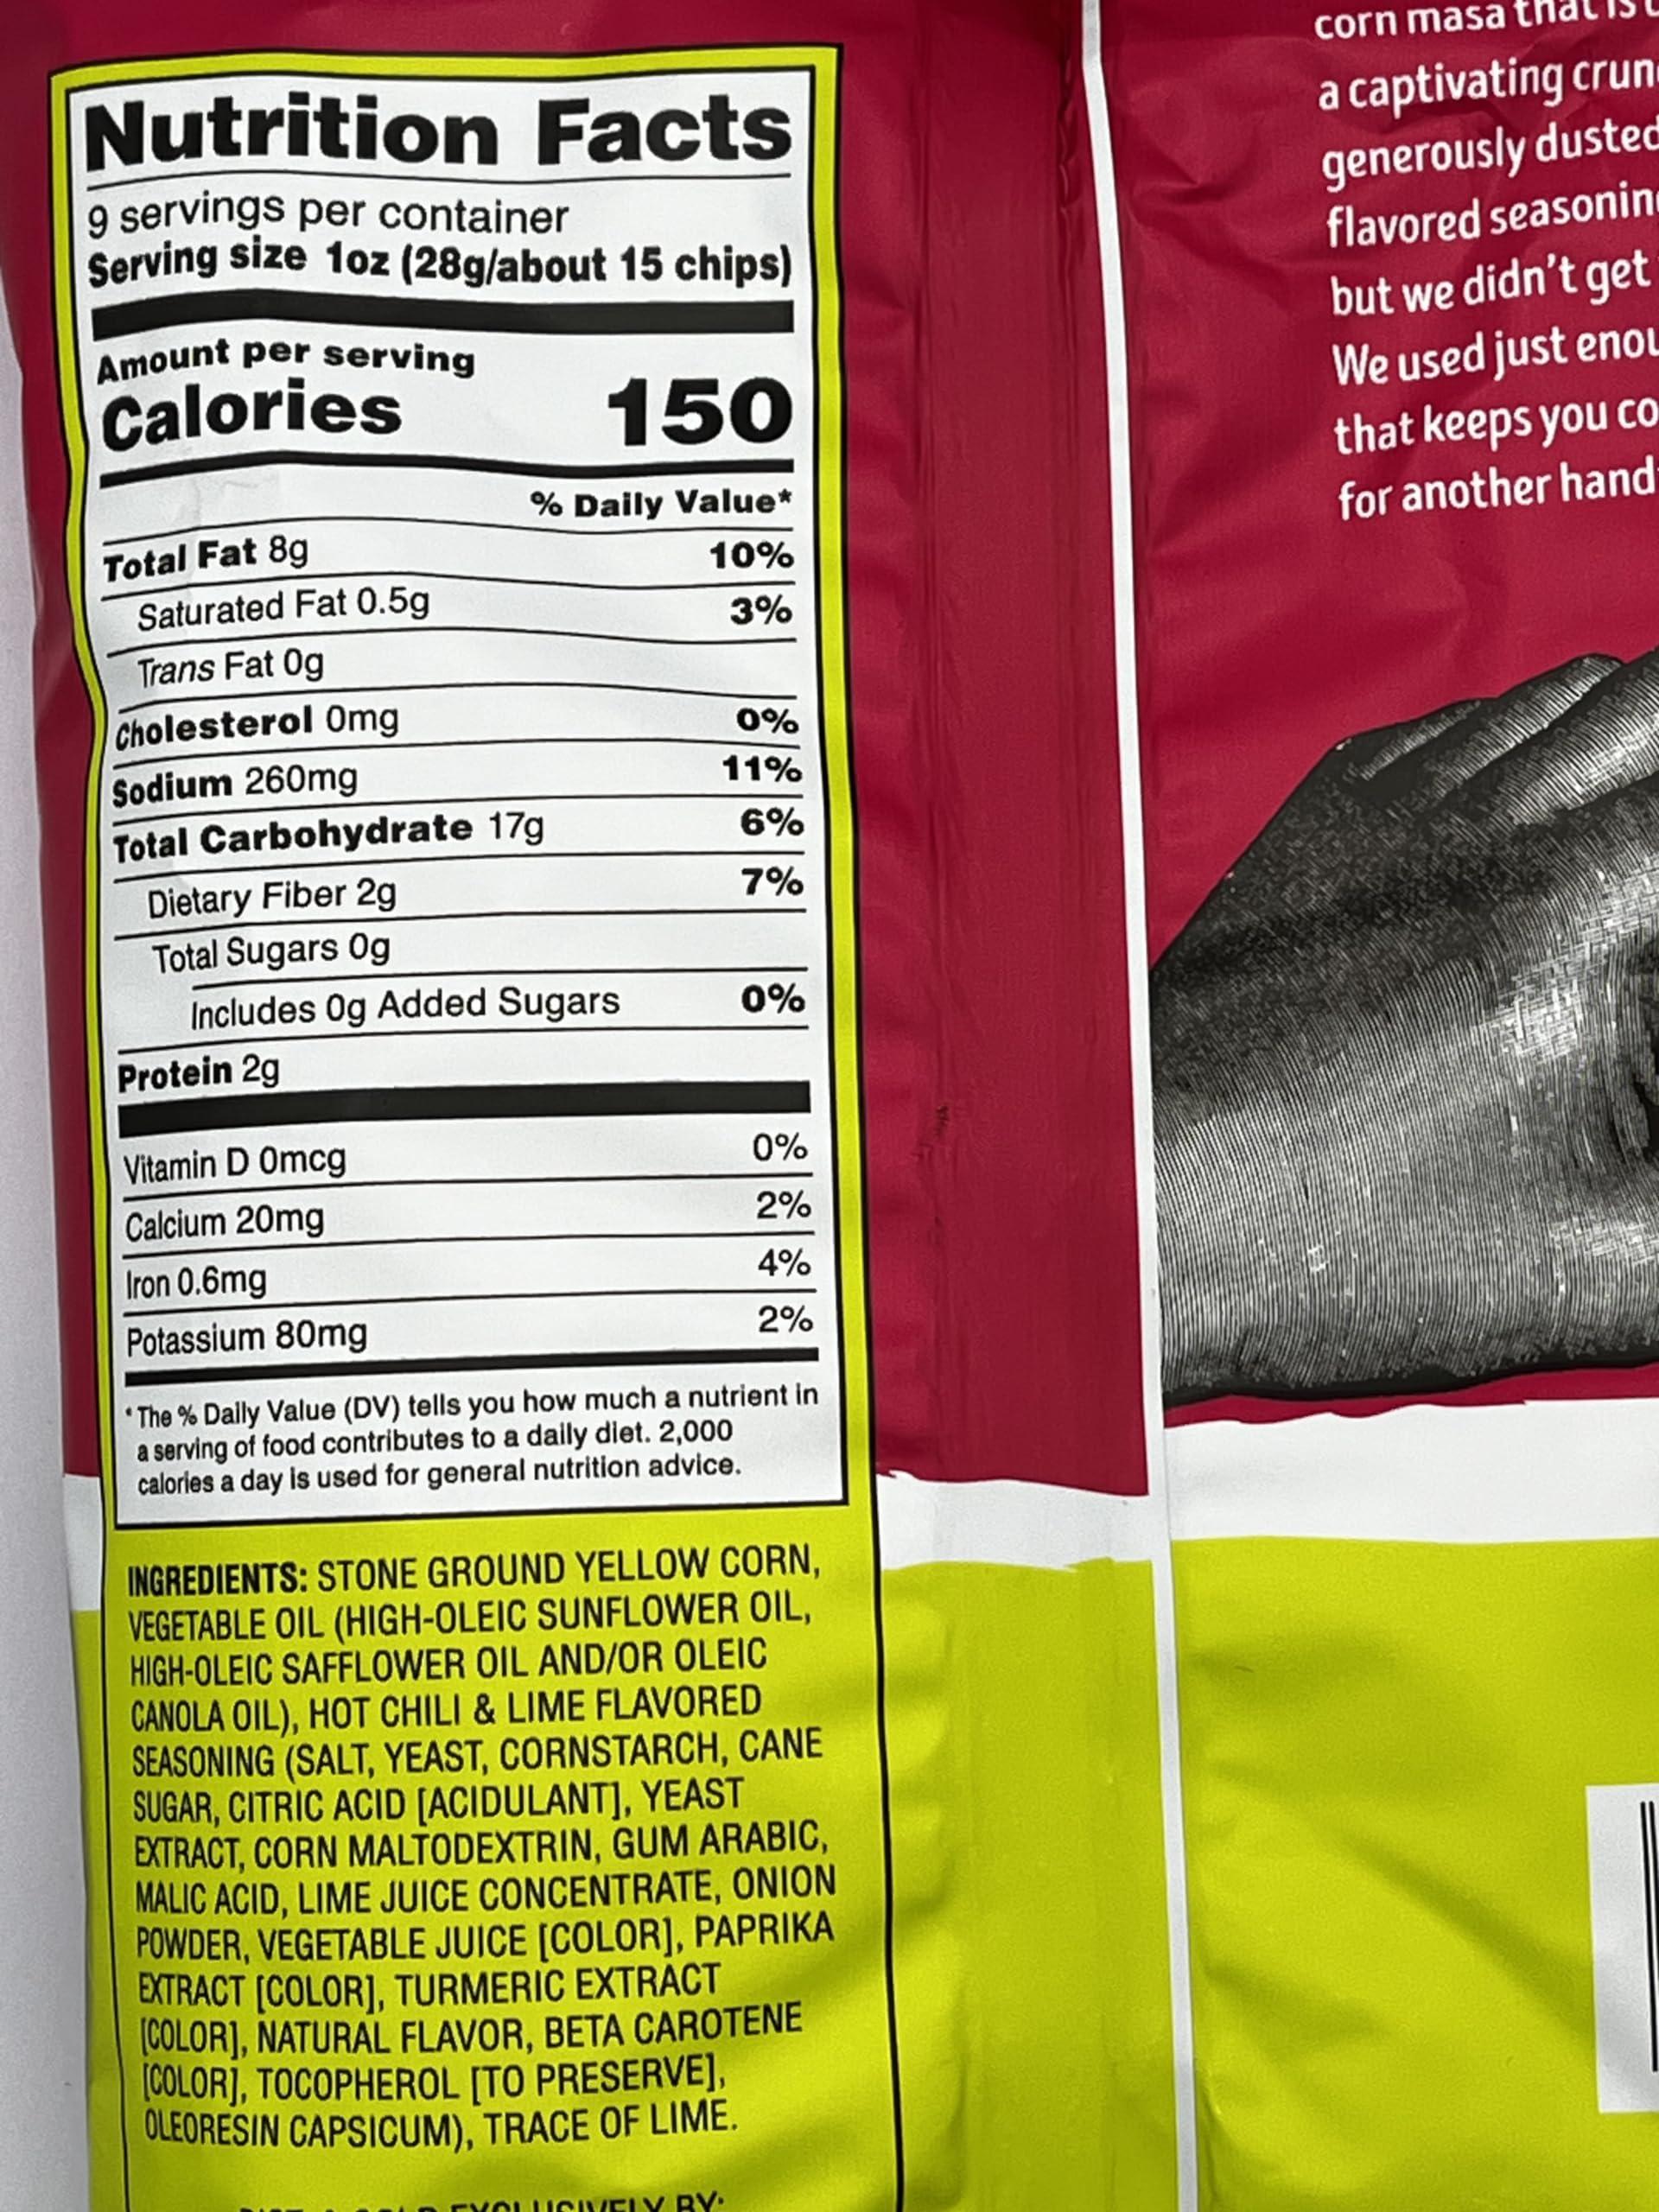 Nutrition Facts
9 servings per container
Serving size 1oz (28g/about 15 chips)
Amount per serving
Calories 150
% Daily Value*
Total Fat 8g 10%
Saturated Fat 0.5g 3%
Trans Fat 0g
Cholesterol 0mg 0%
Sodium 260mg 11%
Total Carbohydrate 17g 6%
Dietary Fiber 2g 7%
Total Sugars 0g
Includes 0g Added Sugars 0%
Protein 2g
Vitamin D 0mcg 0%
Calcium 20mg 2%
Iron 0.6mg 4%
Potassium 80mg 2%
*The % Daily Value (DV) tells you how much a nutrient in
a serving of food contributes to a daily diet. 2,000
calories a day is used for general nutrition advice.
INGREDIENTS: STONE GROUND YELLOW CORN,
VEGETABLE OIL (HIGH-OLEIC SUNFLOWER OIL,
HIGH-OLEIC SAFFLOWER OIL AND/OR OLEIC
CANOLA OIL), HOT CHILI & LIME FLAVORED
SEASONING (SALT, YEAST, CORNSTARCH, CANE
SUGAR, CITRIC ACID [ACIDULANT], YEAST
EXTRACT, CORN MALTODEXTRIN, GUM ARABIC,
MALIC ACID, LIME JUICE CONCENTRATE, ONION
POWDER, VEGETABLE JUICE [COLOR], PAPRIKA
EXTRACT [COLOR], TURMERIC EXTRACT
[COLOR], NATURAL FLAVOR, BETA CAROTENE
[COLOR], TOCOPHEROL [TO PRESERVE],
OLEORESIN CAPSICUM), TRACE OF LIME.
EXCLUSIVELY BY:
corn masa that is
a captivating
generously dusted
flavored
but we didn't get
We used just
that keeps you
for another